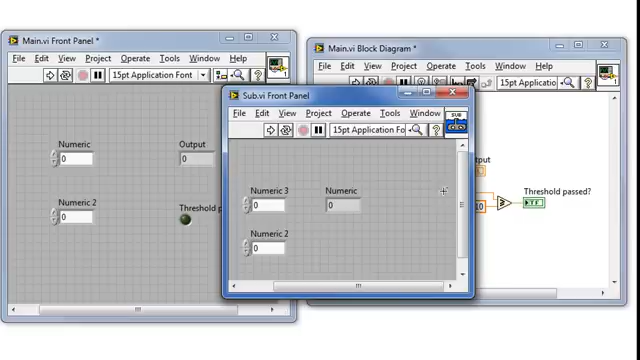 Main.vi Front Panel *
File Edit View Project Operate Tools Window
15pt Application Font
Numeric
0
Output
0
Numeric 2
0
Threshold p
Main.vi Block Diagram *
File Edit View Project Operate Tools Window
15pt Applicatio
tput
10
Threshold passed?
TF
Sub.vi Front Panel
File Edit View Project Operate Tools Window
15pt Application Fo
SUB
Numeric 3
0
Numeric
0
Numeric 2
0